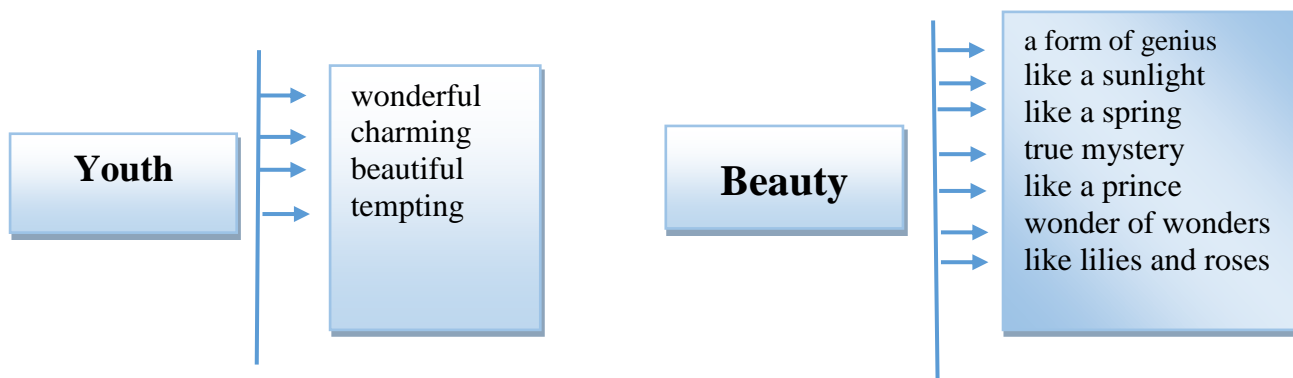 Youth
wonderful
charming
beautiful
tempting
Beauty
a form of genius
like a sunlight
like a spring
true mystery
like a prince
wonder of wonders
like lilies and roses